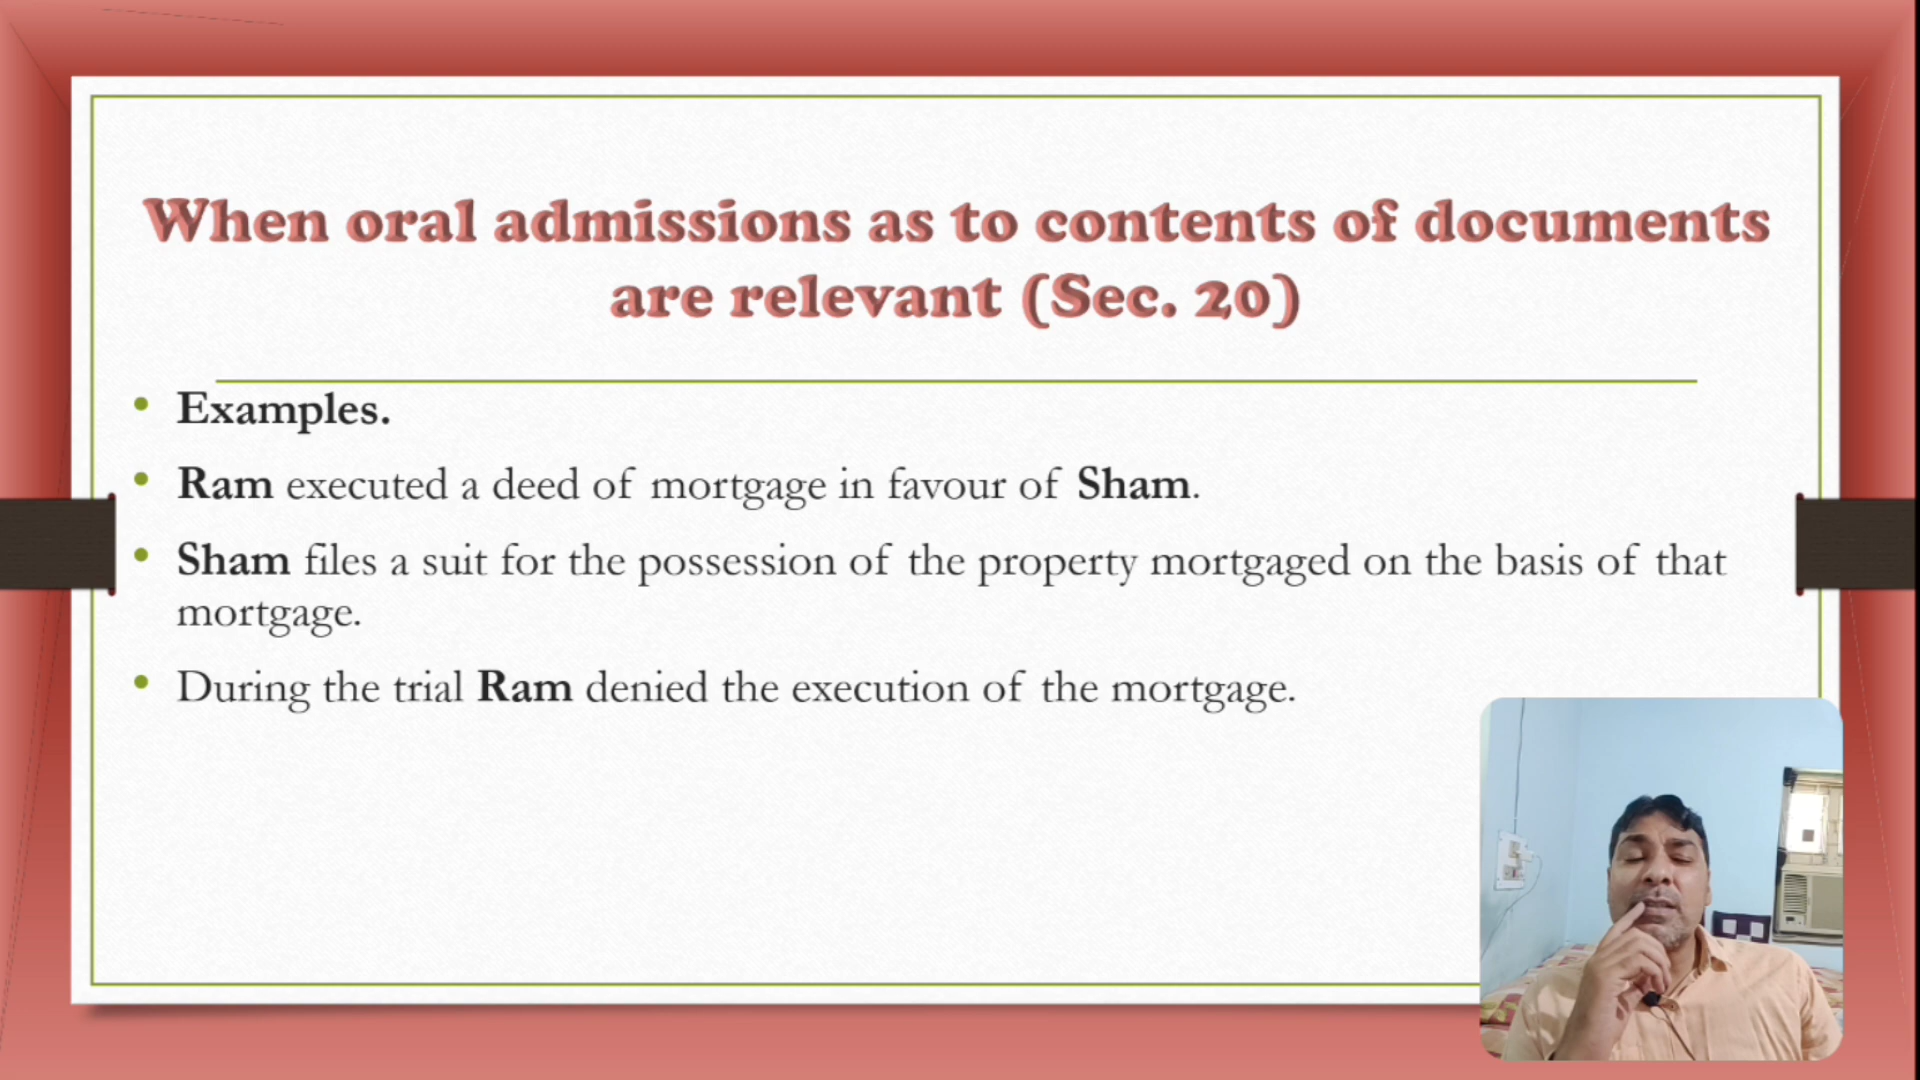 When oral admissions as to contents of documents
are relevant (Sec. 20)
• Examples.
• Ram executed a deed of mortgage in favour of Sham.
• Sham files a suit for the possession of the property mortgaged on the basis of that
mortgage.
• During the trial Ram denied the execution of the mortgage.